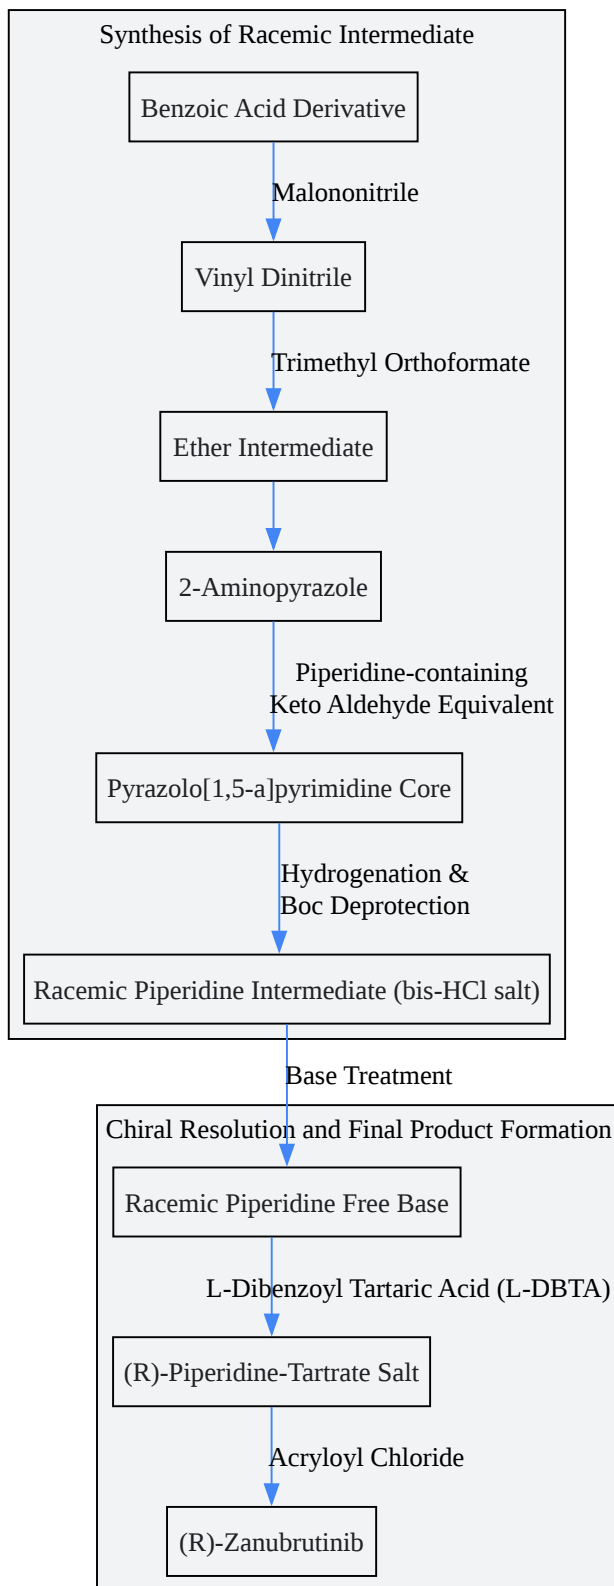 Synthesis of Racemic Intermediate
Benzoic Acid Derivative
Malononitrile
Vinyl Dinitrile
Trimethyl Orthoformate
Ether Intermediate
2-Aminopyrazole
Piperidine-containing
Keto Aldehyde Equivalent
Pyrazolo[1,5-a]pyrimidine Core
Hydrogenation &
Boc Deprotection
Racemic Piperidine Intermediate (bis-HCl salt)
Base Treatment
Chiral Resolution and Final Product Formation
Racemic Piperidine Free Base
L-Dibenzoyl Tartaric Acid (L-DBTA)
(R)-Piperidine-Tartrate Salt
Acryloyl Chloride
(R)-Zanubrutinib